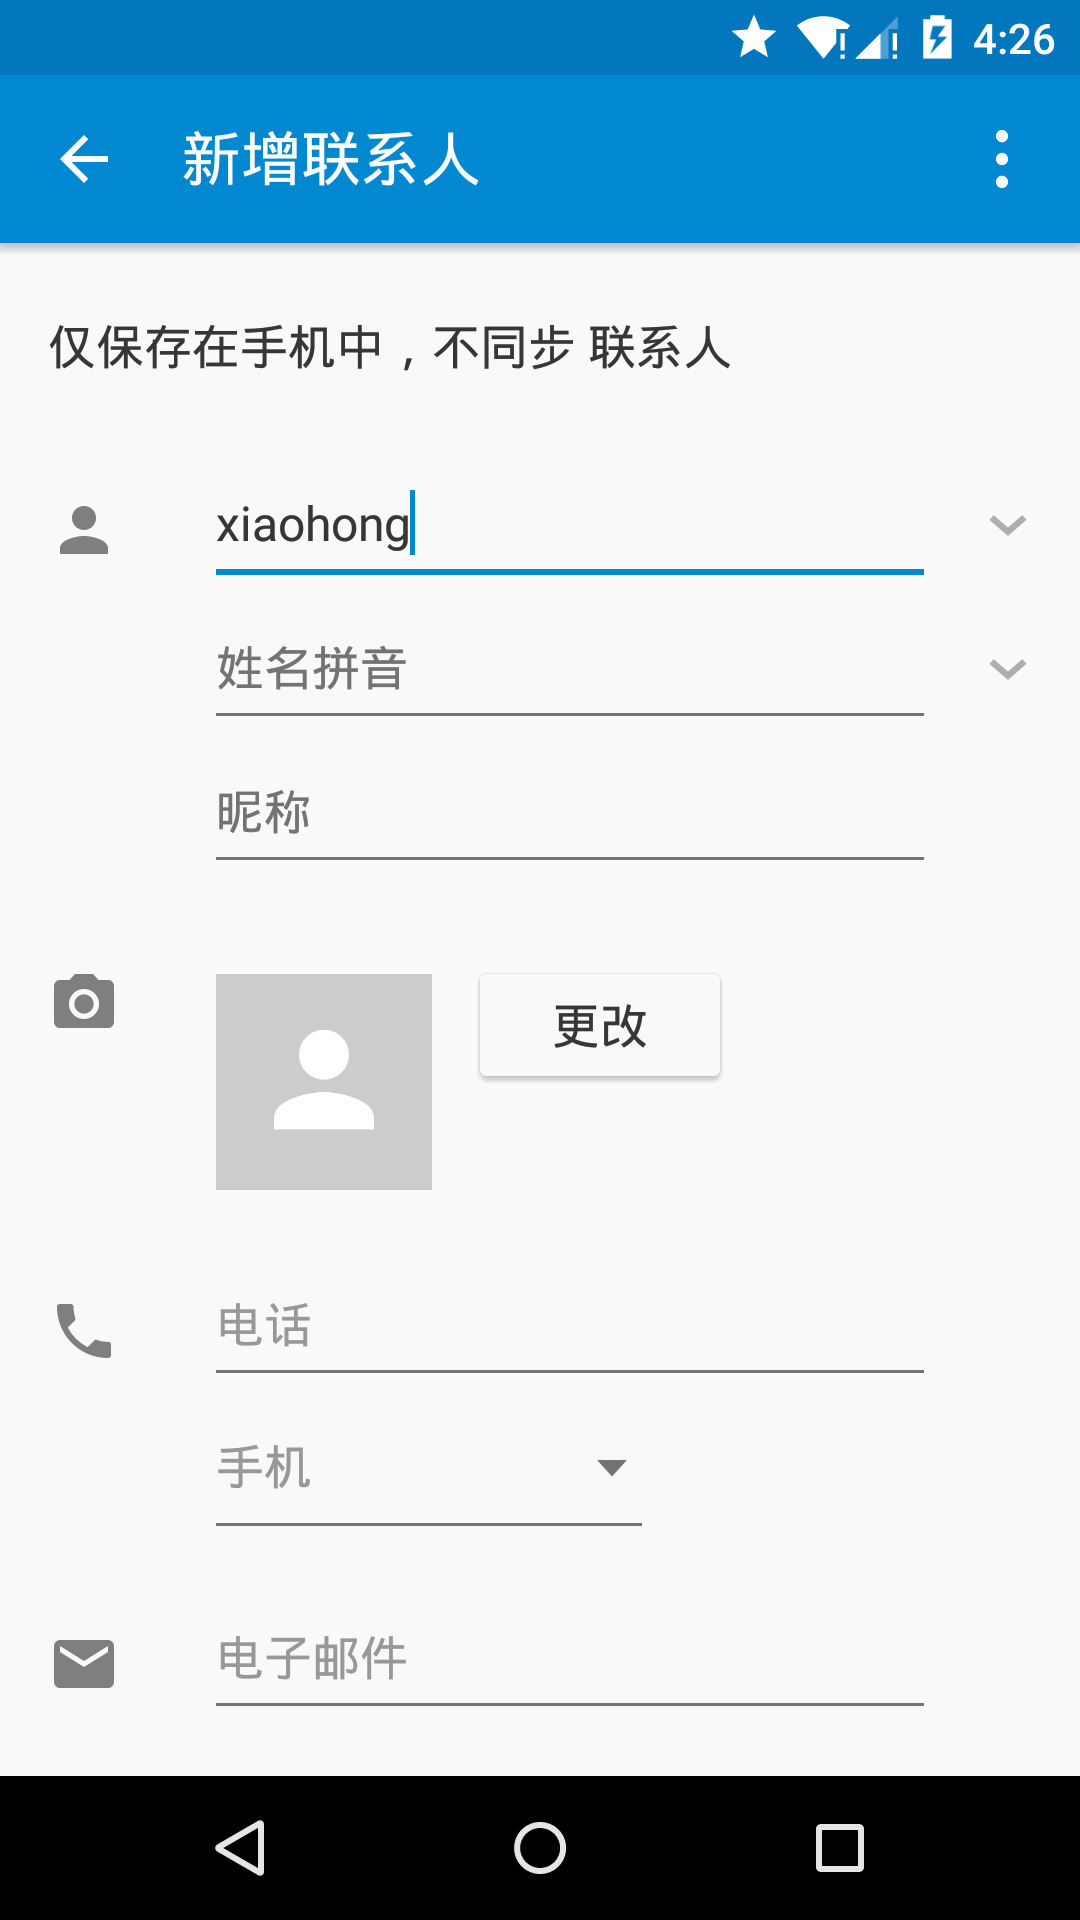 4:26
新增联系人
仅保存在手机中，不同步 联系人
xiaohong
姓名拼音
昵称
更改
电话
手机
电子邮件